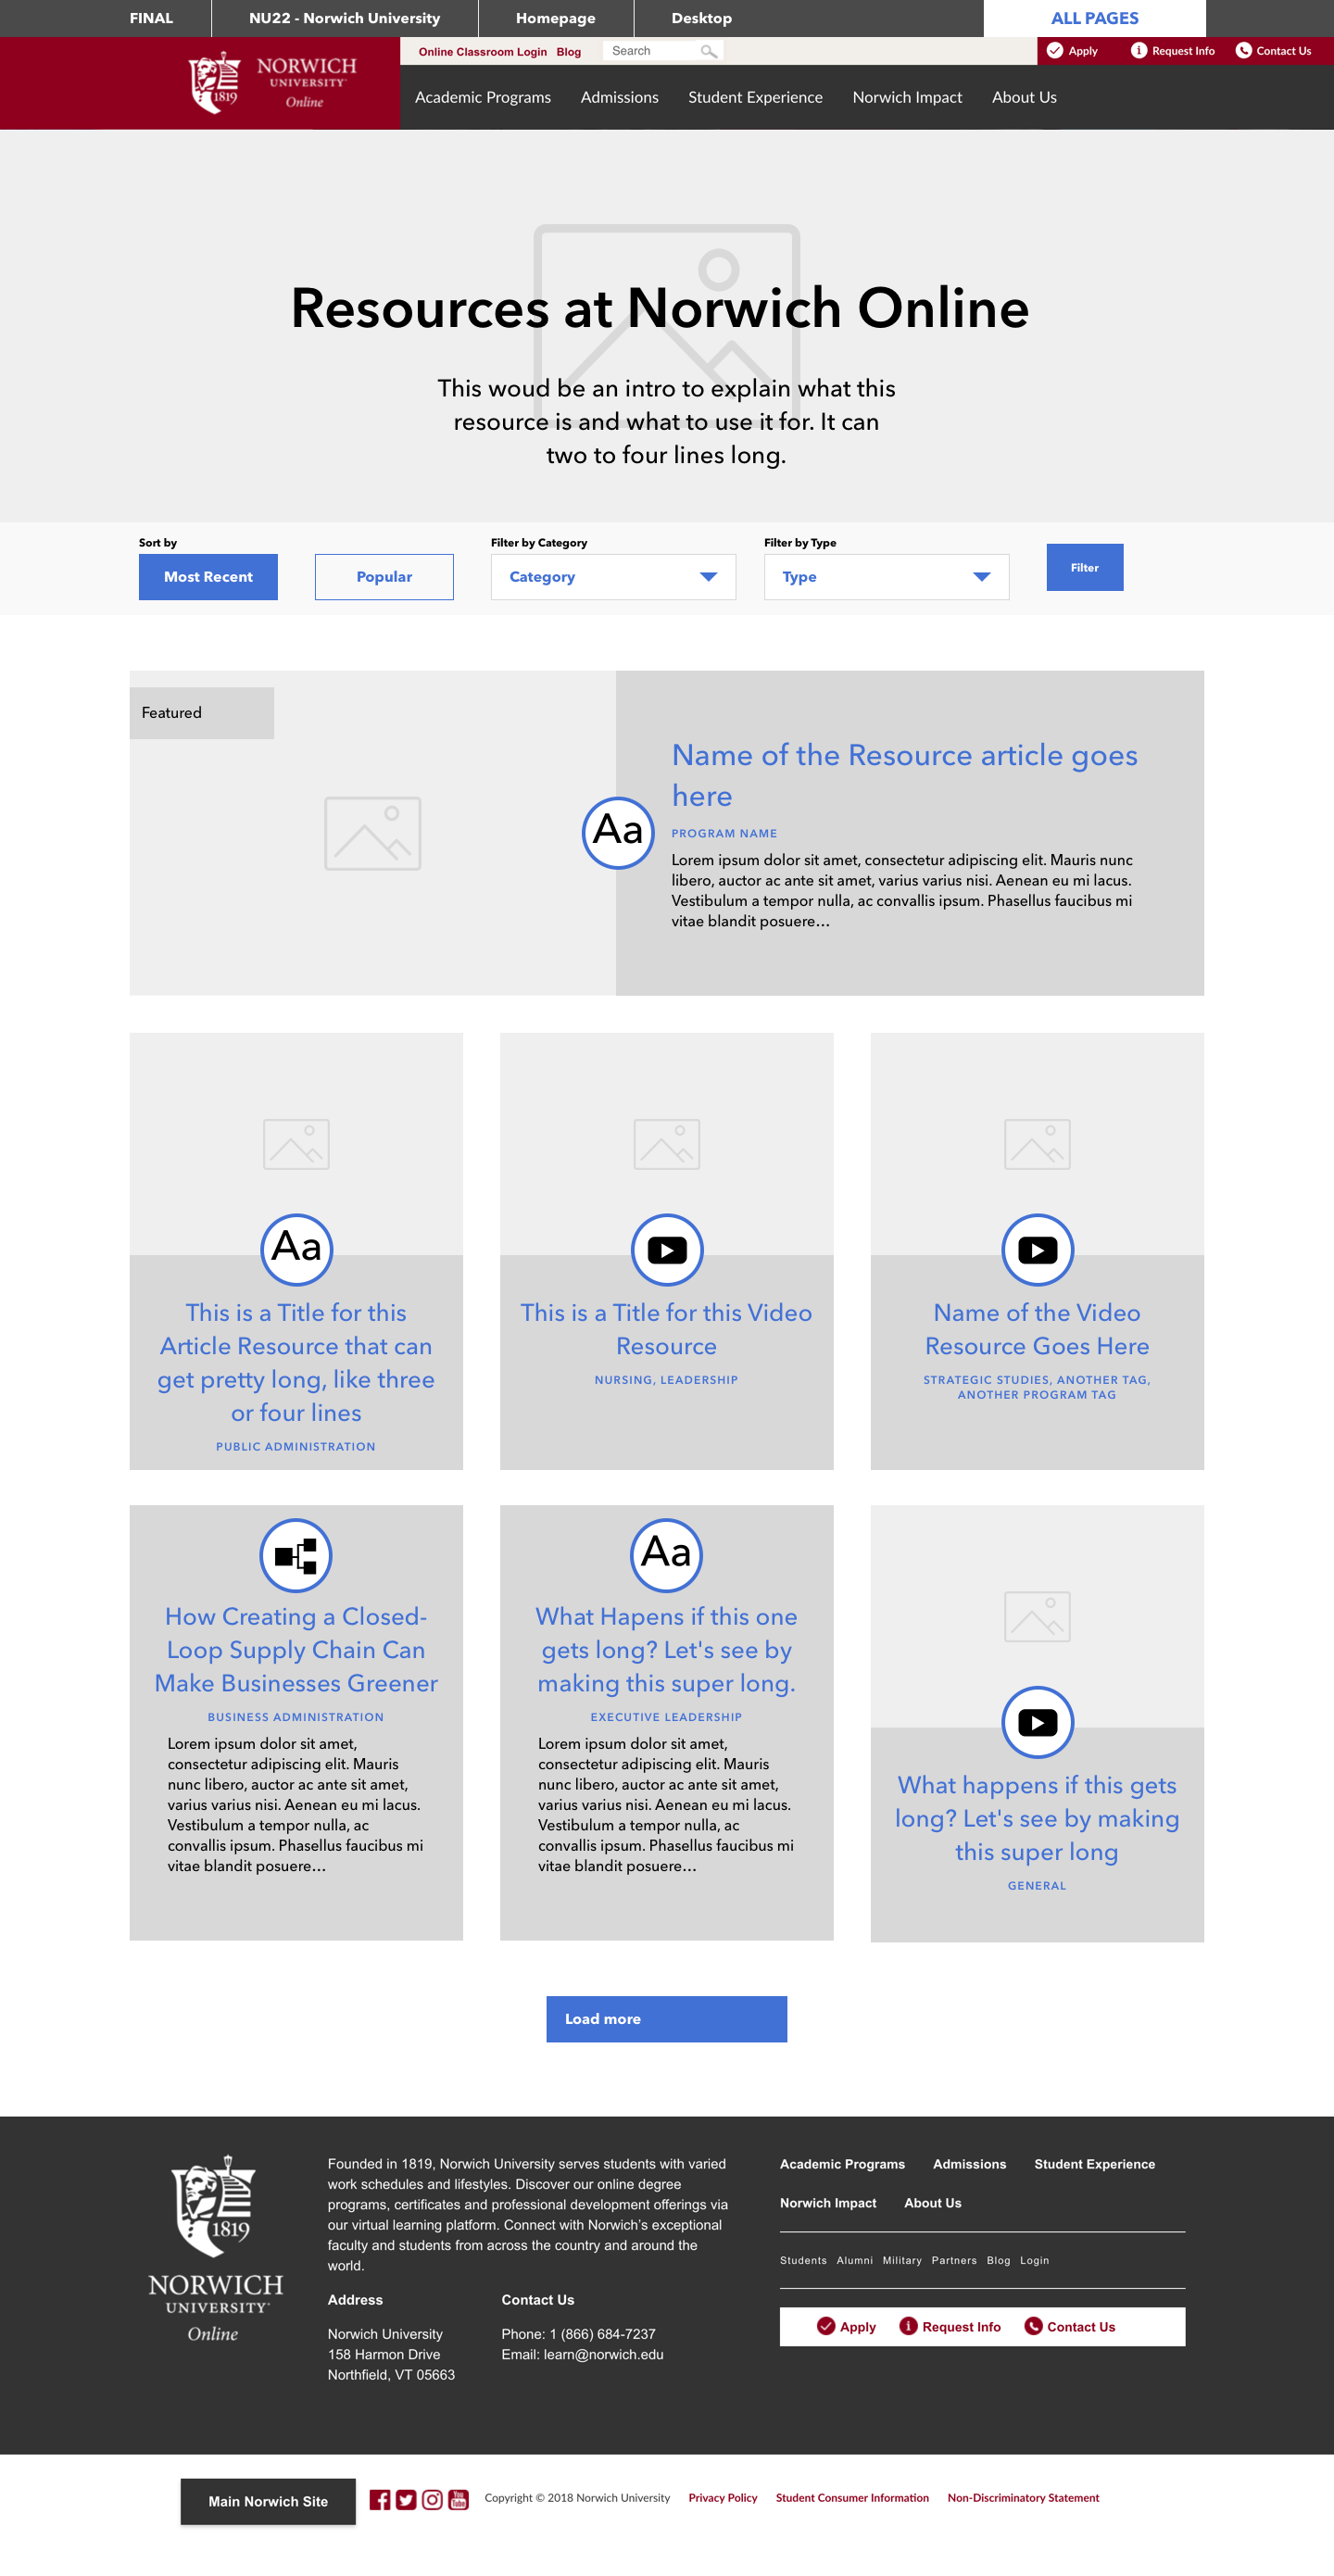 FINAL
NU22 - Norwich University
Homepage
Desktop
ALL PAGES
Online Classroom Login
Blog
Search
Apply
Request Info
Contact Us
1819
NORWICH
UNIVERSITY
Online
Academic Programs
Admissions
Student Experience
Norwich Impact
About Us
Resources at Norwich Online
This woud be an intro to explain what this
resource is and what to use it for. It can
two to four lines long.
Sort by
Most Recent
Popular
Filter by Category
Category
Filter by Type
Type
Filter
Featured
Aa
Name of the Resource article goes
here
PROGRAM NAME
Lorem ipsum dolor sit amet, consectetur adipiscing elit. Mauris nunc
libero, auctor ac ante sit amet, varius varius nisi. Aenean eu mi lacus.
Vestibulum a tempor nulla, ac convallis ipsum. Phasellus faucibus mi
vitae blandit posuere…
Aa
This is a Title for this
Article Resource that can
get pretty long, like three
or four lines
PUBLIC ADMINISTRATION
This is a Title for this Video
Resource
NURSING, LEADERSHIP
Name of the Video
Resource Goes Here
STRATEGIC STUDIES, ANOTHER TAG,
ANOTHER PROGRAM TAG
How Creating a Closed-
Loop Supply Chain Can
Make Businesses Greener
BUSINESS ADMINISTRATION
Lorem ipsum dolor sit amet,
consectetur adipiscing elit. Mauris
nunc libero, auctor ac ante sit amet,
varius varius nisi. Aenean eu mi lacus.
Vestibulum a tempor nulla, ac
convallis ipsum. Phasellus faucibus mi
vitae blandit posuere…
Aa
What Hapens if this one
gets long? Let's see by
making this super long.
EXECUTIVE LEADERSHIP
Lorem ipsum dolor sit amet,
consectetur adipiscing elit. Mauris
nunc libero, auctor ac ante sit amet,
varius varius nisi. Aenean eu mi lacus.
Vestibulum a tempor nulla, ac
convallis ipsum. Phasellus faucibus mi
vitae blandit posuere…
What happens if this gets
long? Let's see by making
this super long
GENERAL
Load more
1819
NORWICH
UNIVERSITY
Online
Founded in 1819, Norwich University serves students with varied
work schedules and lifestyles. Discover our online degree
programs, certificates and professional development offerings via
our virtual learning platform. Connect with Norwich’s exceptional
faculty and students from across the country and around the
world.
Address
Norwich University
158 Harmon Drive
Northfield, VT 05663
Contact Us
Phone: 1 (866) 684-7237
Email: learn@norwich.edu
Academic Programs
Admissions
Student Experience
Norwich Impact
About Us
Students Alumni Military Partners Blog Login
Apply
Request Info
Contact Us
Main Norwich Site
You
Tube
Copyright © 2018 Norwich University
Privacy Policy
Student Consumer Information
Non-Discriminatory Statement